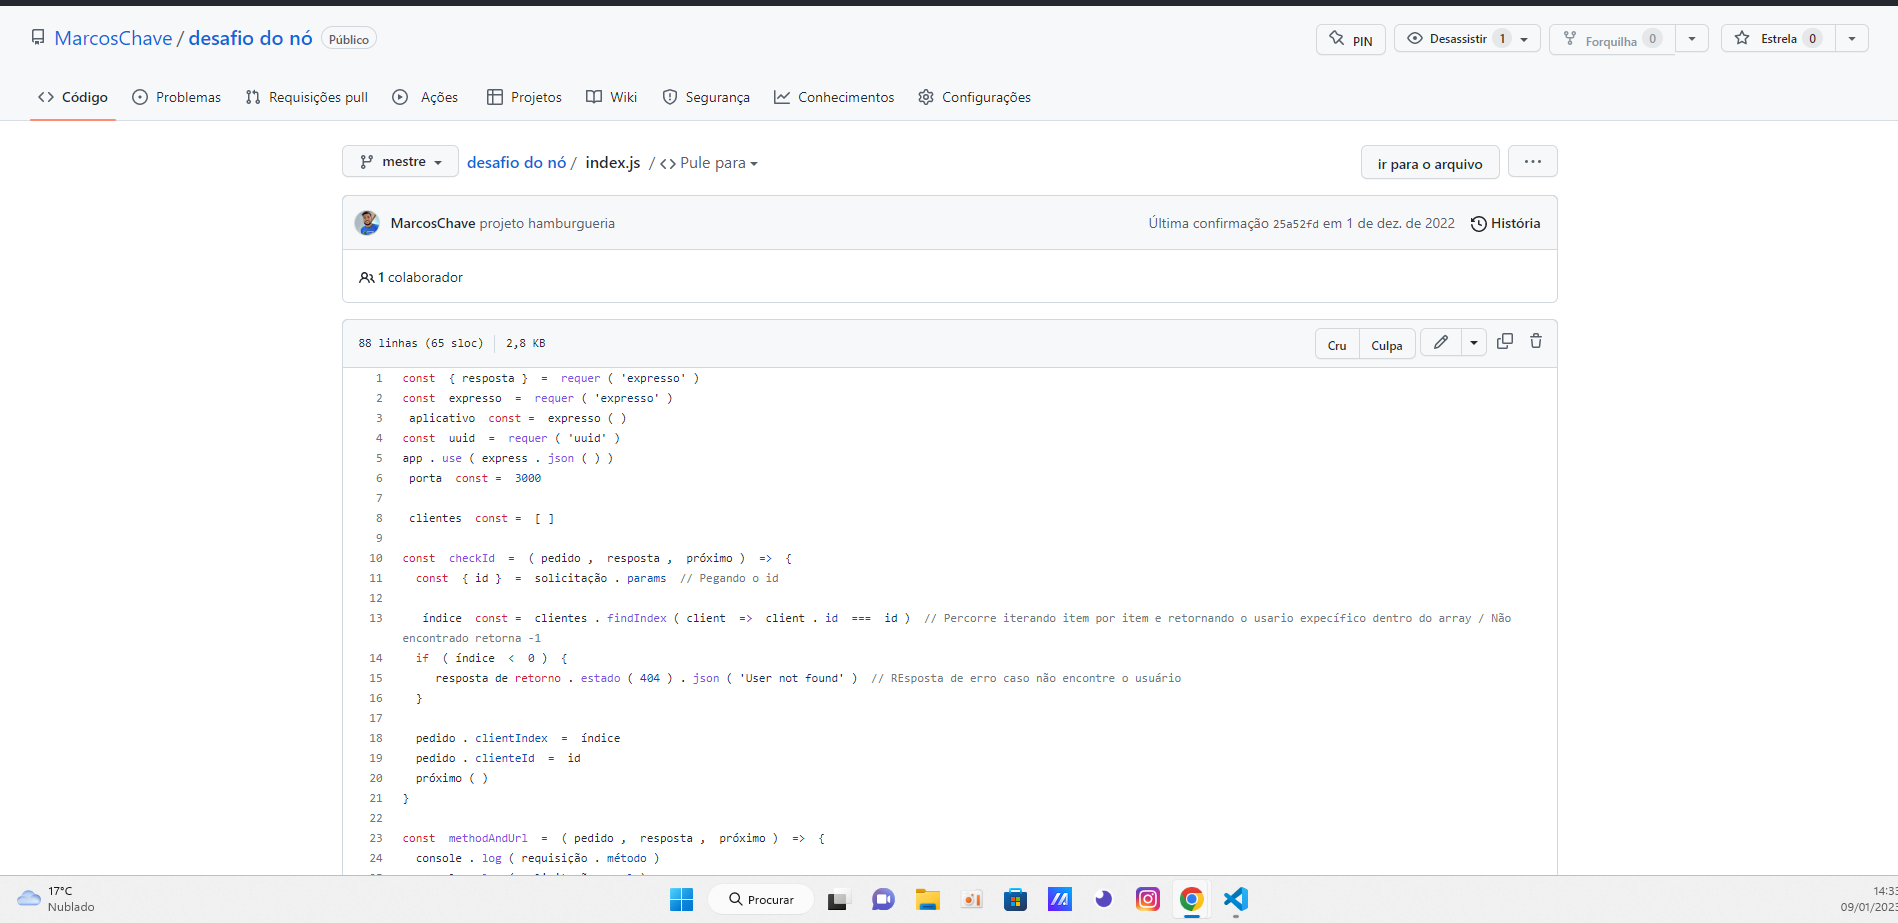 MarcosChave / desafio do nó Público
PIN Desassistir 1 Forquilha 0 Estrela 0
Código Problemas Requisições pull Ações Projetos Wiki Segurança Conhecimentos Configurações
mestre desafio do nó / index.js / <> Pule para ir para o arquivo ...
MarcosChave projeto hamburgueria Última confirmação 25a52fd em 1 de dez. de 2022 História
1 colaborador
88 linhas (65 sloc) 2,8 KB Cru Culpa
1 const { resposta } = requer ( 'expresso' )
2 const expresso = requer ( 'expresso' )
3 aplicativo const = expresso ( )
4 const uuid = requer ( 'uuid' )
5 app . use ( express . json ( ) )
6 porta const = 3000
7
8 clientes const = [ ]
9
10 const checkId = ( pedido , resposta , próximo ) => {
11 const { id } = solicitação . params // Pegando o id
12
13 índice const = clientes . findIndex ( client => client . id === id ) // Percorre iterando item por item e retornando o usario expecífico dentro do array / Não
encontrado retorna -1
14 if ( índice < 0 ) {
15 resposta de retorno . estado ( 404 ) . json ( 'User not found' ) // REsposta de erro caso não encontre o usuário
16 }
17
18 pedido . clientIndex = índice
19 pedido . clienteId = id
20 próximo ( )
21 }
22
23 const methodAndUrl = ( pedido , resposta , próximo ) => {
24 console . log ( requisição . método )
17°C
Nublado
Procurar
14:33
09/01/2023